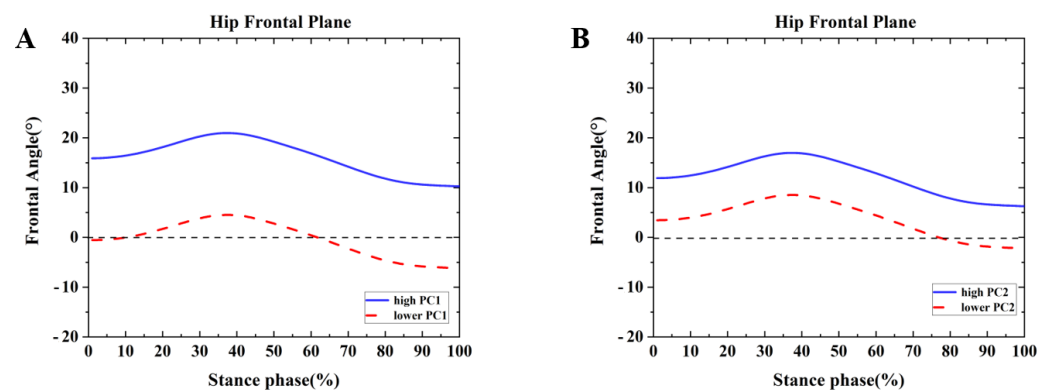 A
Hip Frontal Plane
Frontal Angle(°)
40
30
20
10
0
-10
-20
high PC1
lower PC1
0 10 20 30 40 50 60 70 80 90 100
Stance phase(%)
B
Hip Frontal Plane
Frontal Angle(°)
40
30
20
10
0
-10
-20
high PC2
lower PC2
0 10 20 30 40 50 60 70 80 90 100
Stance phase(%)